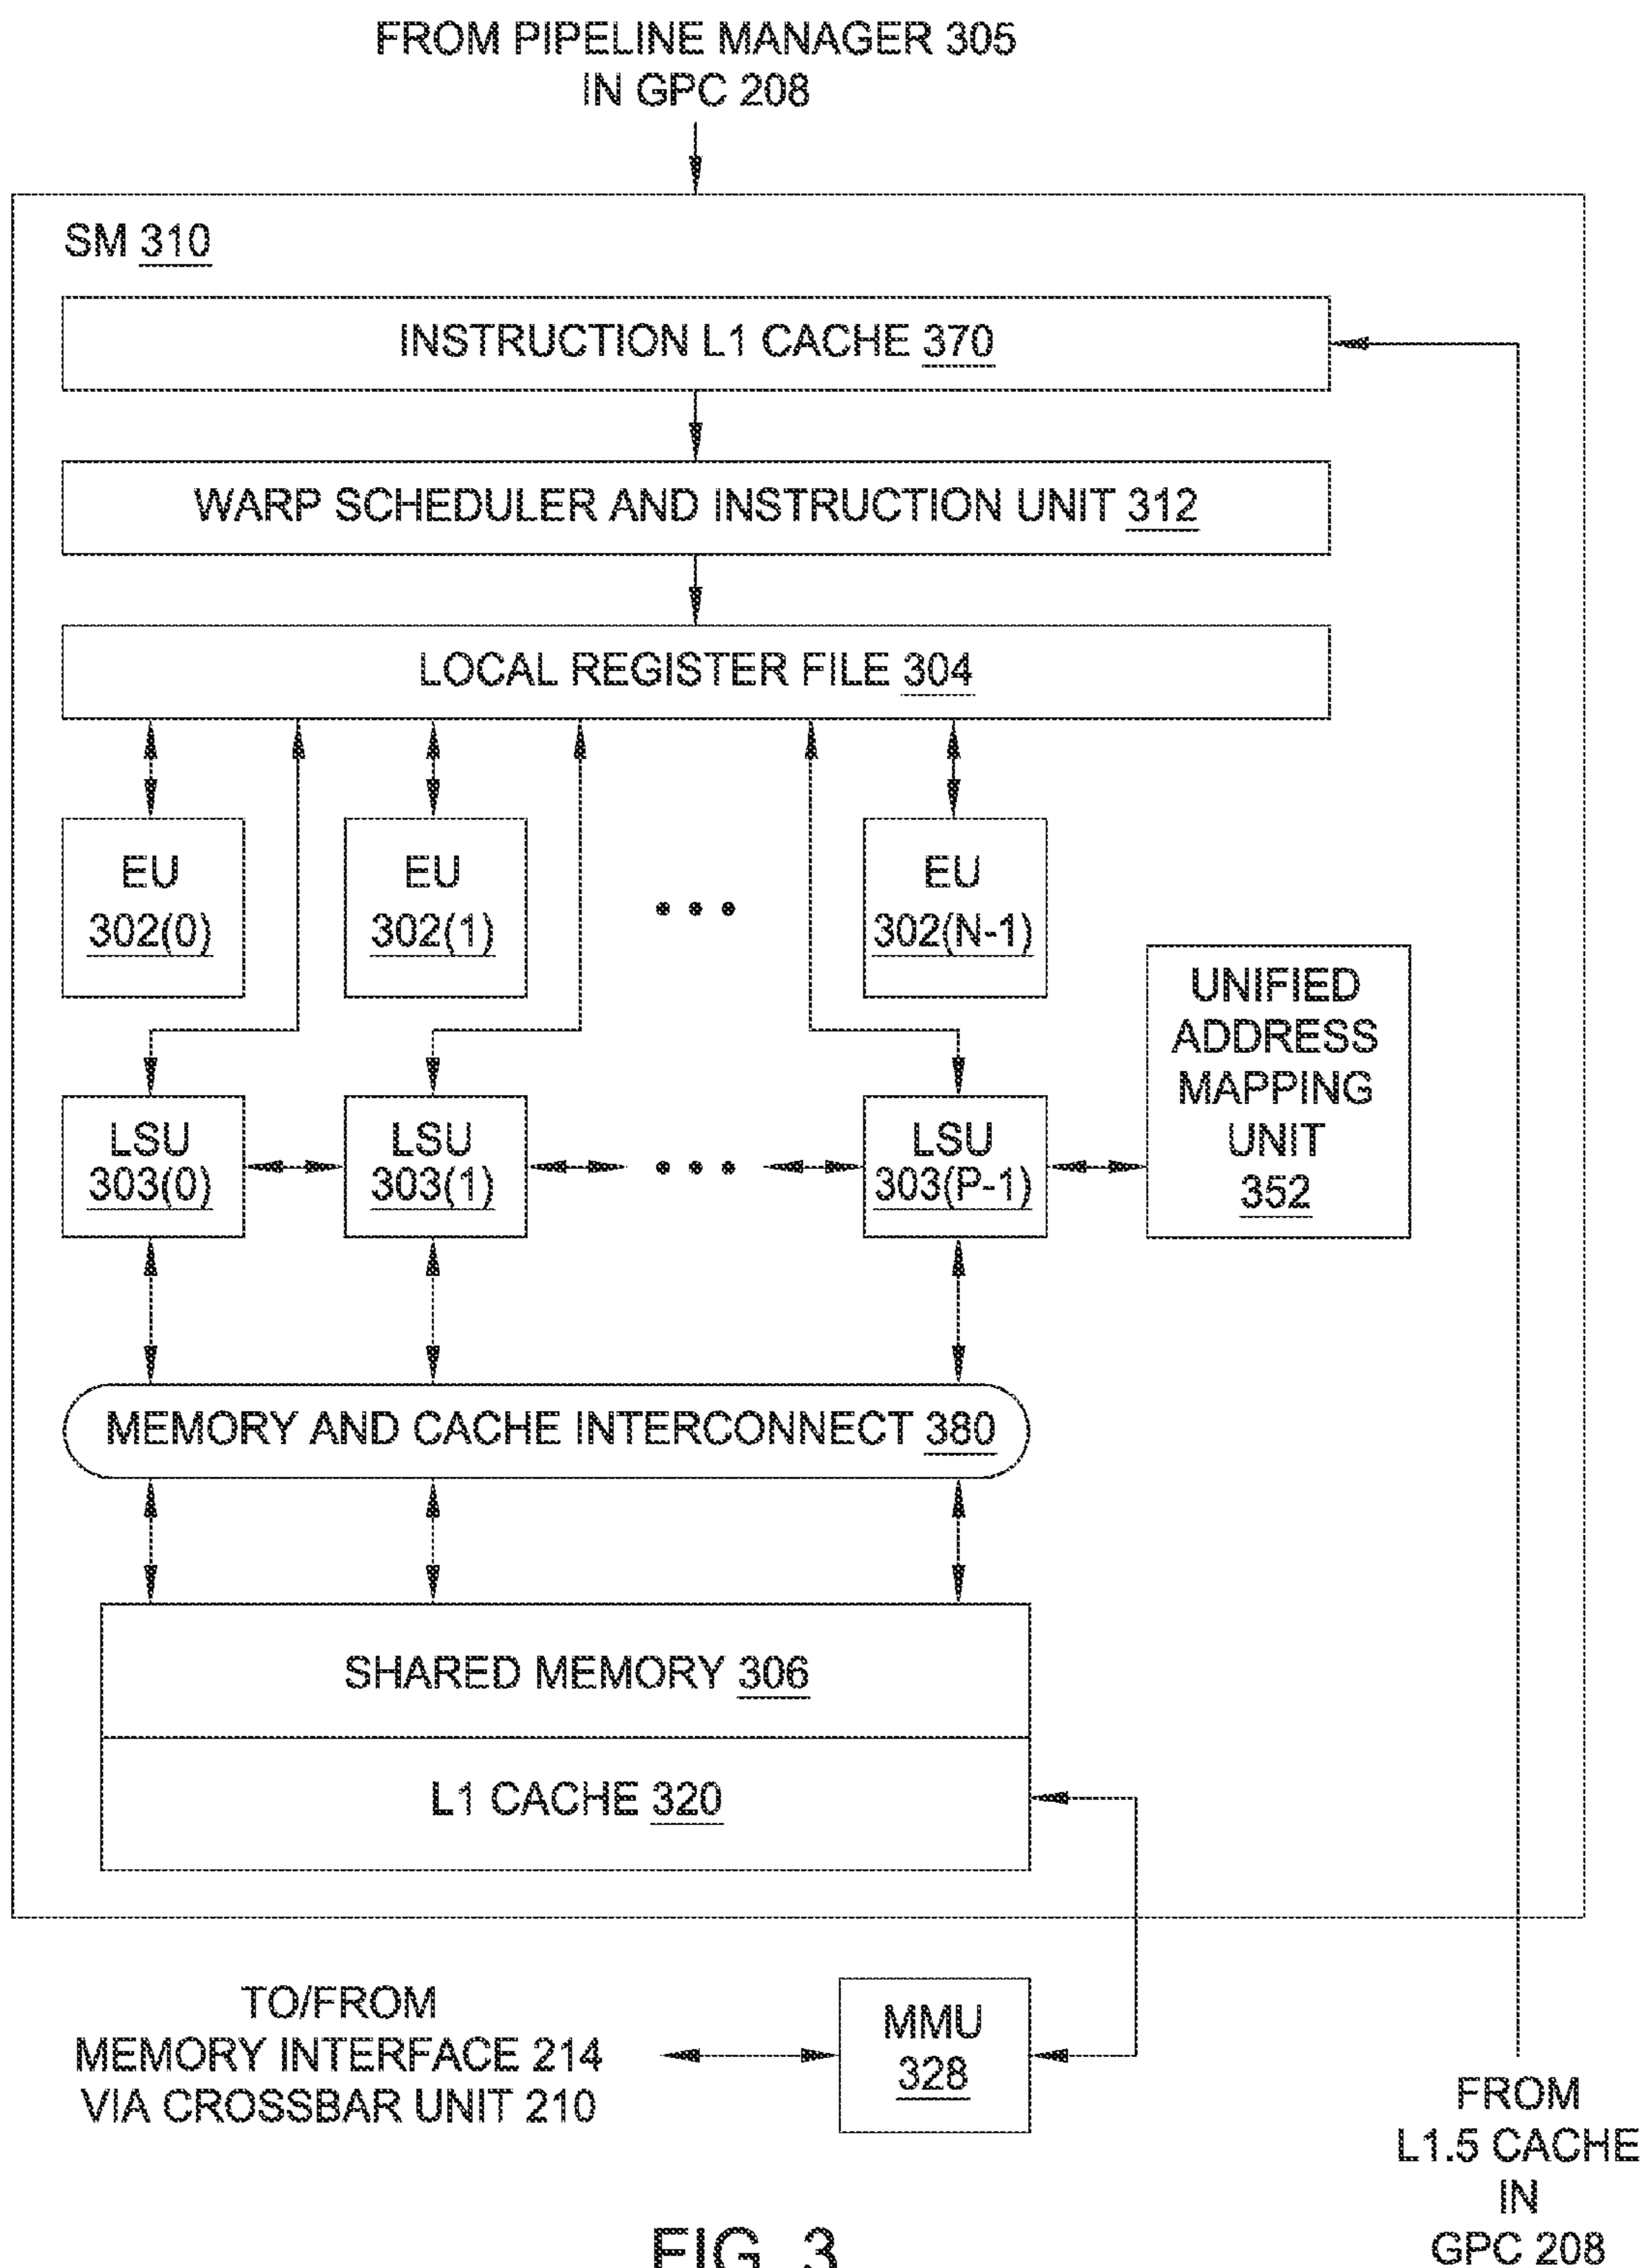 FROM PIPELINE MANAGER 305
IN GPC 208
SM 310
INSTRUCTION L1 CACHE 370
WARP SCHEDULER AND INSTRUCTION UNIT 312
LOCAL REGISTER FILE 304
EU
302(0)
EU
302(1)
EU
302(N-1)
UNIFIED
ADDRESS
MAPPING
UNIT
352
LSU
303(0)
LSU
303(1)
LSU
303(P-1)
MEMORY AND CACHE INTERCONNECT 380
SHARED MEMORY 306
L1 CACHE 320
TO/FROM
MEMORY INTERFACE 214
VIA CROSSBAR UNIT 210
MMU
328
FROM
L1.5 CACHE
IN
GPC 208
FIG. 3